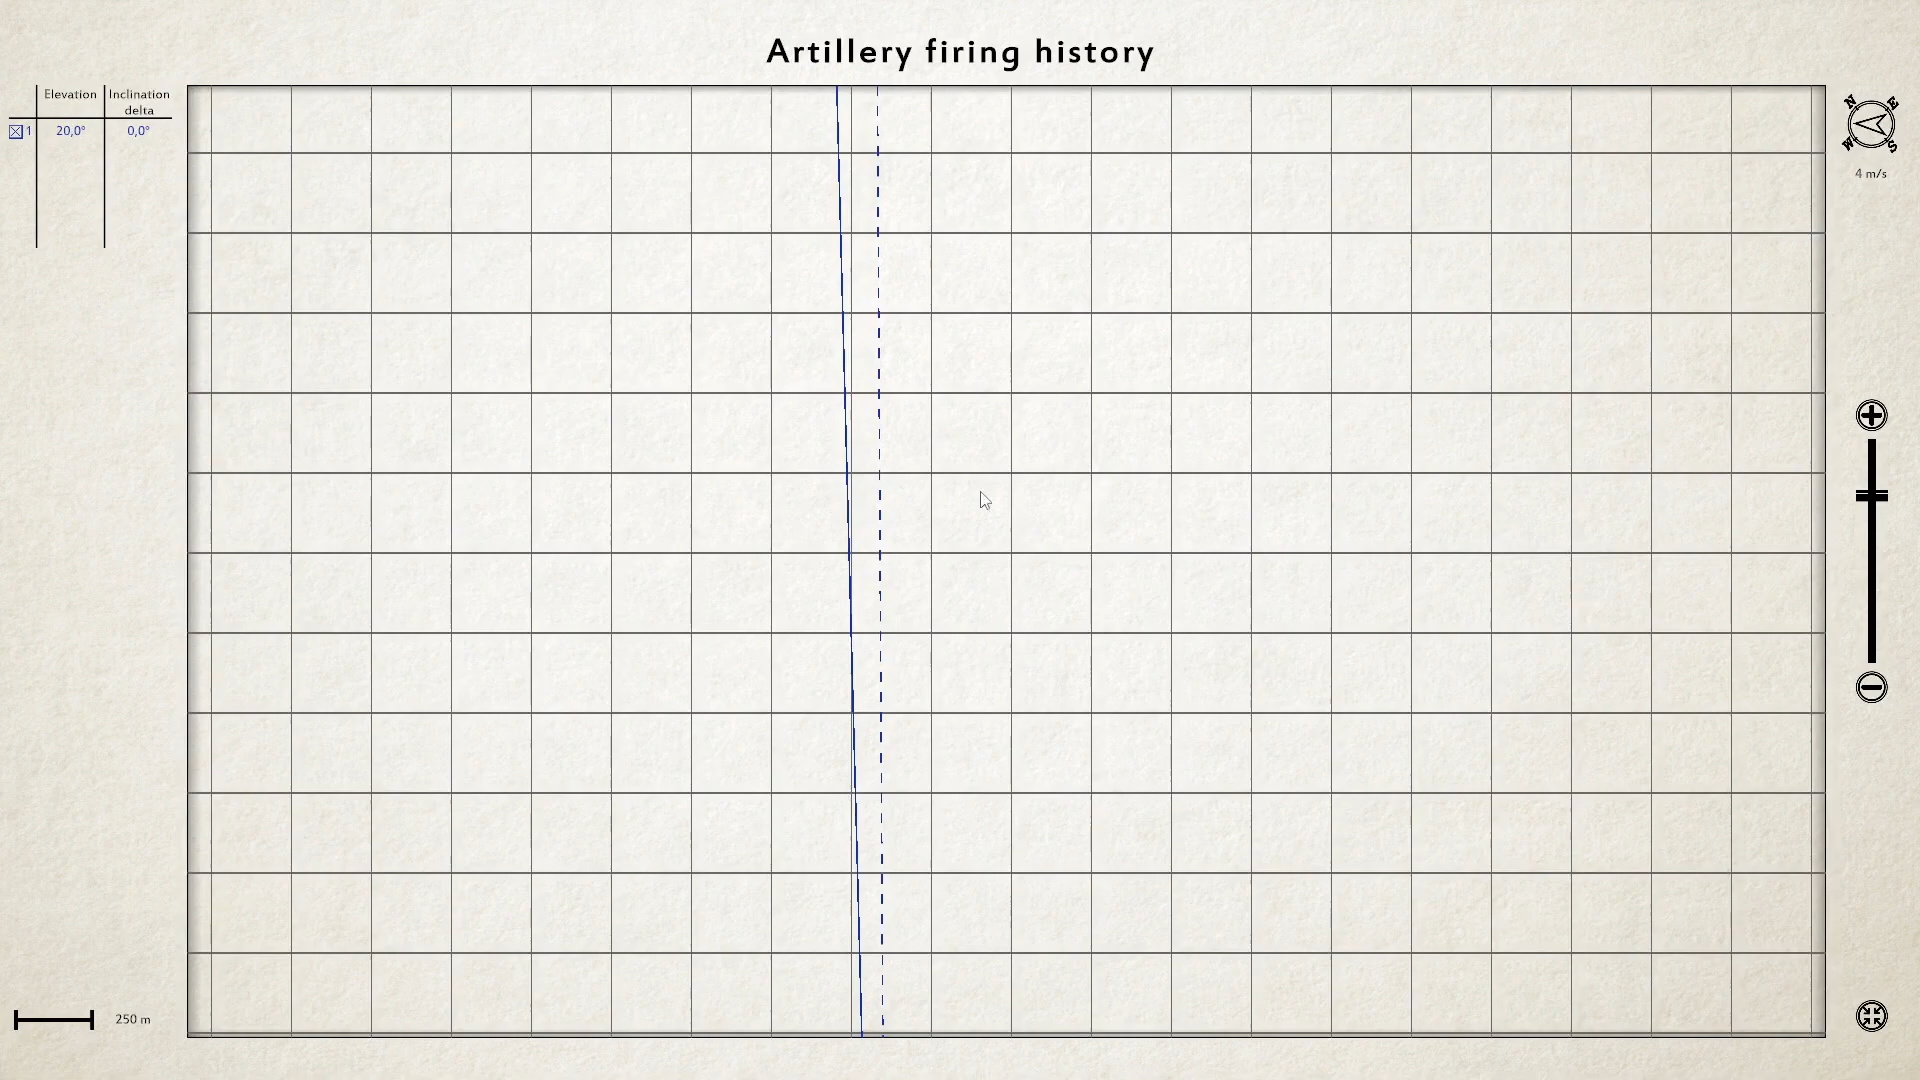 Artillery firing history
Elevation
Inclination
delta
1
20,0°
0,0°
N
E
W
S
4 m/s
250 m